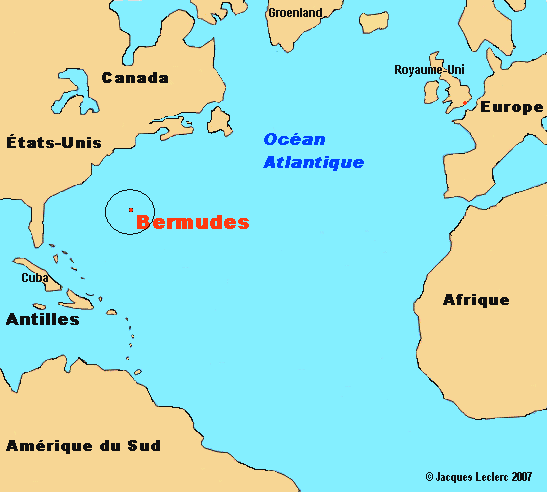 Groenland
Canada
Royaume-Uni
Europe
États-Unis
Océan
Atlantique
Bermudes
Cuba
Afrique
Antilles
Amérique du Sud
© Jacques Leclerc 2007